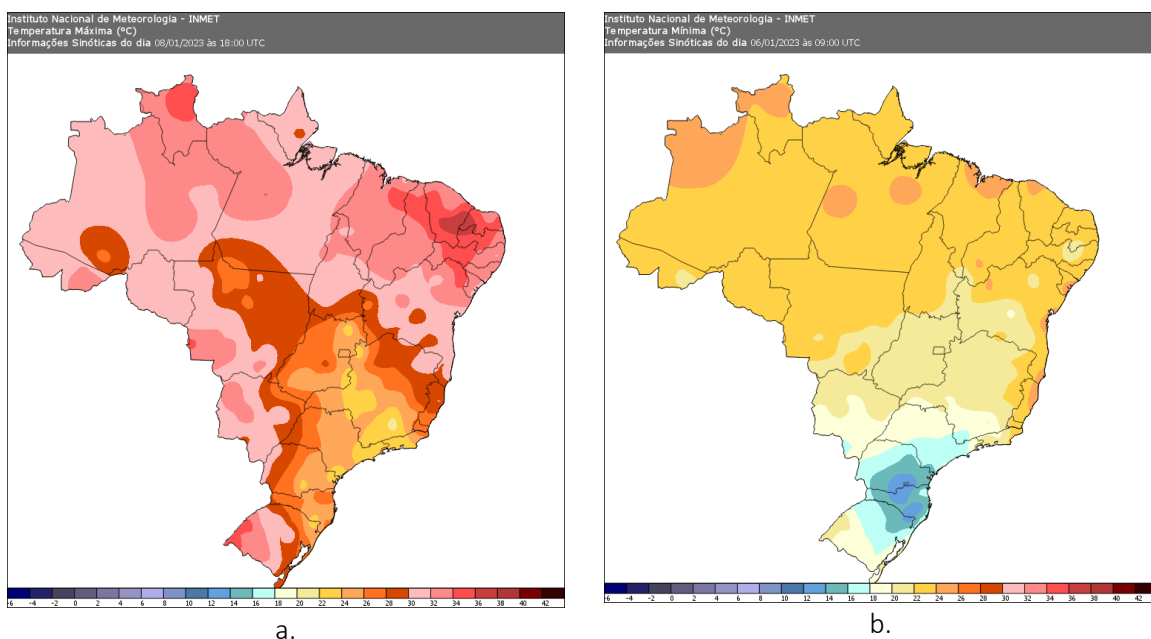 Instituto Nacional de Meteorologia - INMET
Temperatura Máxima (°C)
Informações Sinóticas do dia 08/01/2023 às 18:00 UTC
-6 -4 -2 0 2 4 6 8 10 12 14 16 18 20 22 24 26 28 30 32 34 36 38 40 42
a.
Instituto Nacional de Meteorologia - INMET
Temperatura Mínima (°C)
Informações Sinóticas do dia 06/01/2023 às 09:00 UTC
-6 -4 -2 0 2 4 6 8 10 12 14 16 18 20 22 24 26 28 30 32 34 36 38 40 42
b.